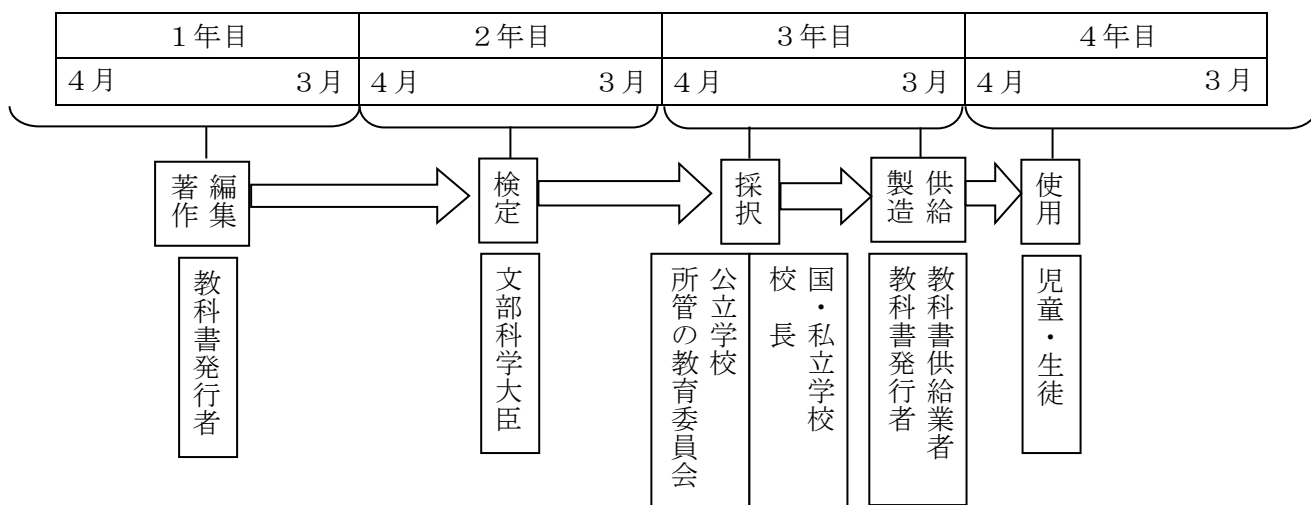 １年目
２年目
３年目
４年目
４月
３月
４月
３月
４月
３月
４月
３月
編集
著作
検定
採択
供給
製造
使用
教科書発行者
文部科学大臣
公立学校
所管の教育委員会
国・私立学校
校　長
教科書供給業者
教科書発行者
児童・生徒